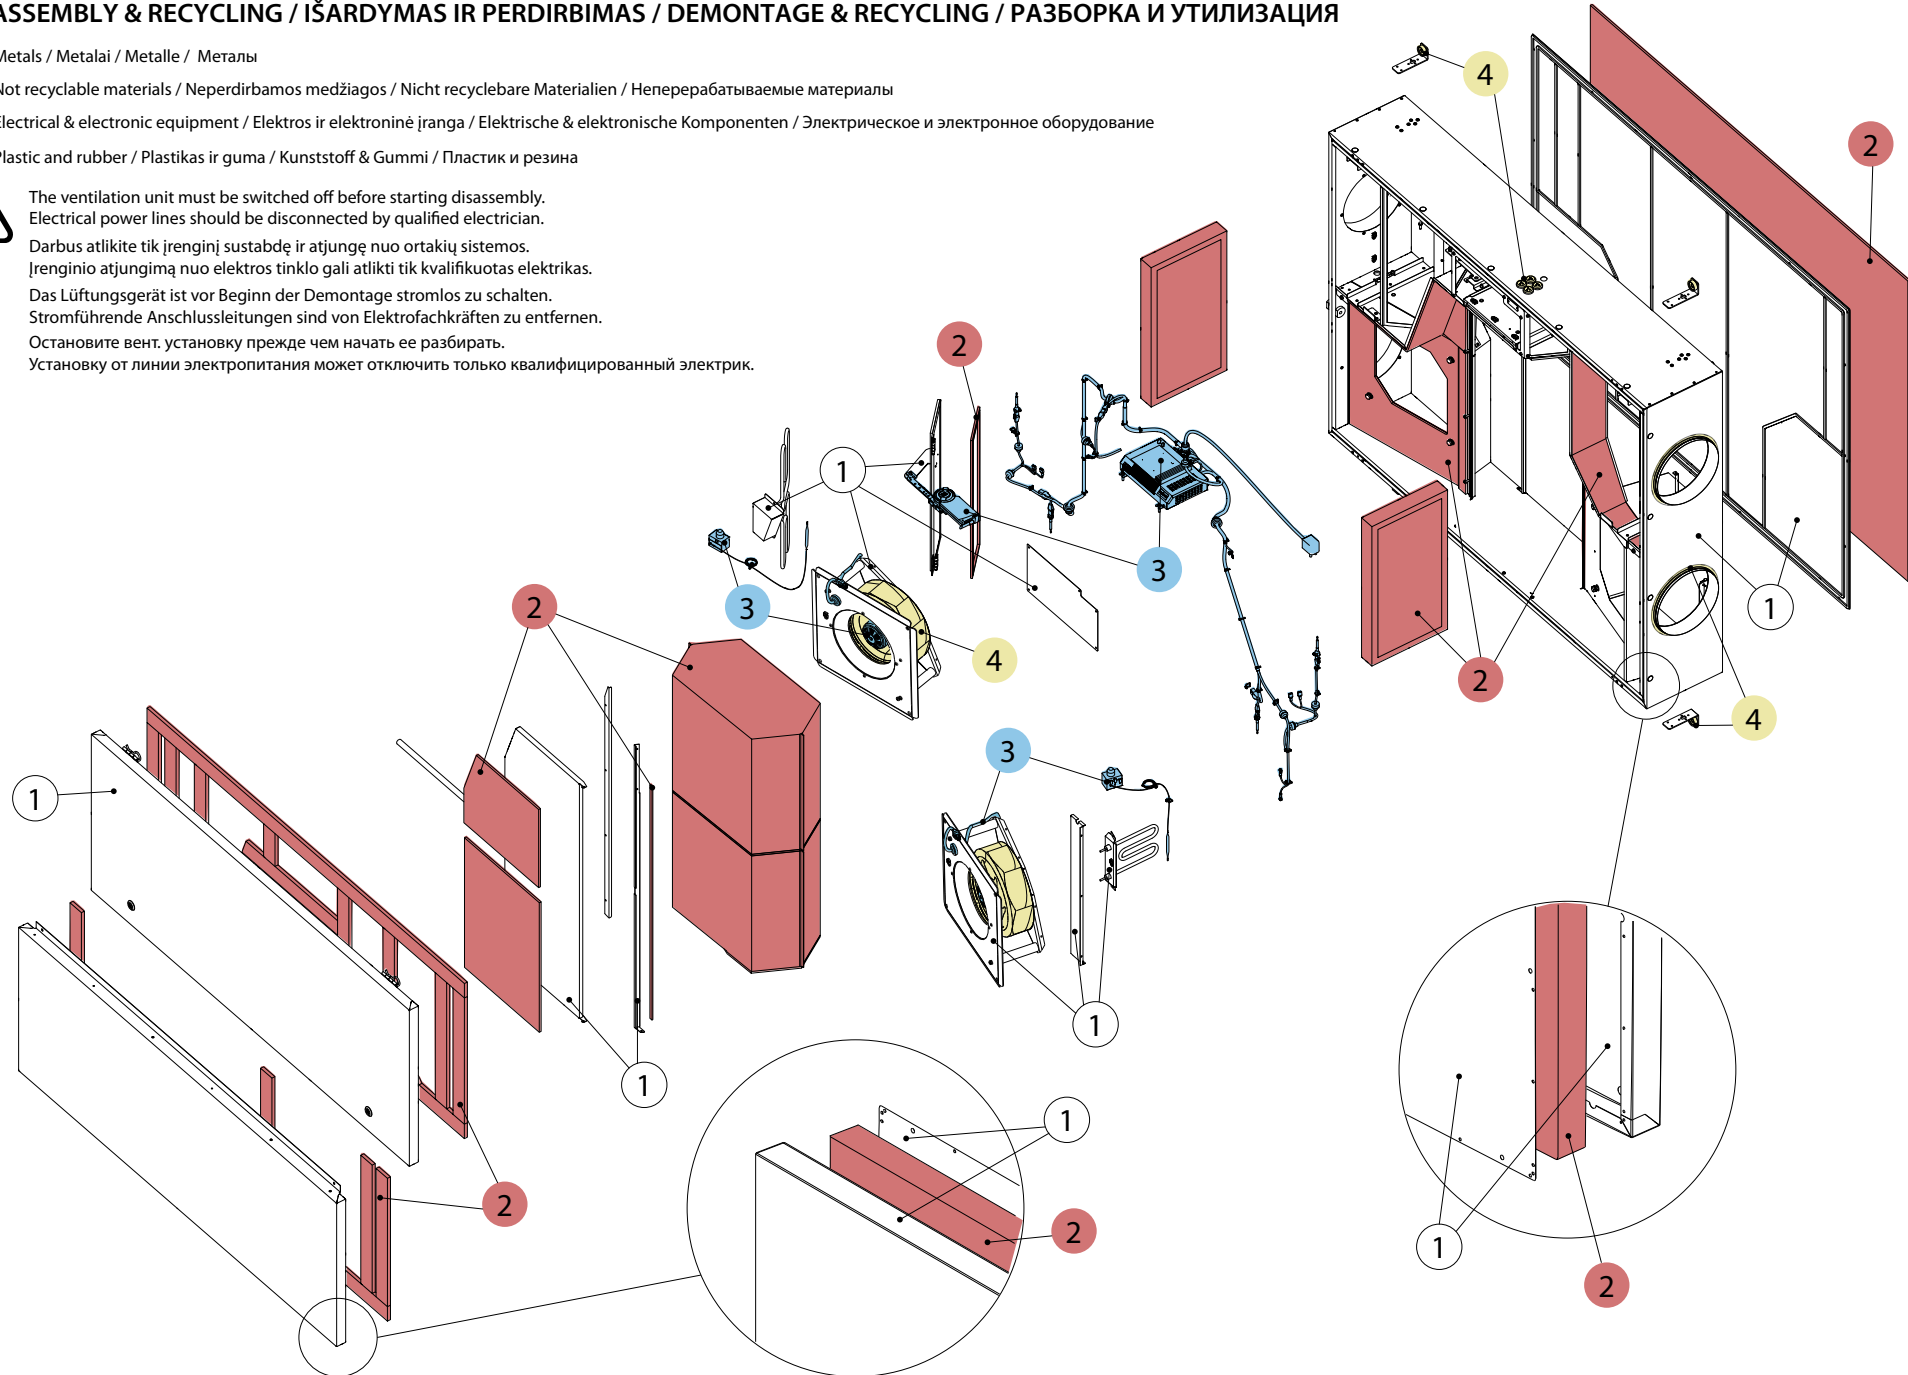 ASSEMBLY & RECYCLING / IŠARDYMAS IR PERDIRBIMAS / DEMONTAGE & RECYCLING / РАЗБОРКА И УТИЛИЗАЦИЯ
Metals / Metalai / Metalle / Металы
Not recyclable materials / Neperdirbamos medžiagos / Nicht recyclebare Materialien / Неперерабатываемые материалы
Electrical & electronic equipment / Elektros ir elektroninė įranga / Elektrische & elektronische Komponenten / Электрическое и электронное оборудование
Plastic and rubber / Plastikas ir guma / Kunststoff & Gummi / Пластик и резина
The ventilation unit must be switched off before starting disassembly.
Electrical power lines should be disconnected by qualified electrician.
Darbus atlikite tik įrenginį sustabdę ir atjungę nuo ortakių sistemos.
Įrenginio atjungimą nuo elektros tinklo gali atlikti tik kvalifikuotas elektrikas.
Das Lüftungsgerät ist vor Beginn der Demontage stromlos zu schalten.
Stromführende Anschlussleitungen sind von Elektrofachkräften zu entfernen.
Остановите вент. установку прежде чем начать ее разбирать.
Установку от линии электропитания может отключить только квалифицированный электрик.
4
2
2
1
3
3
2
1
4
2
4
3
1
1
1
1
2
2
1
2